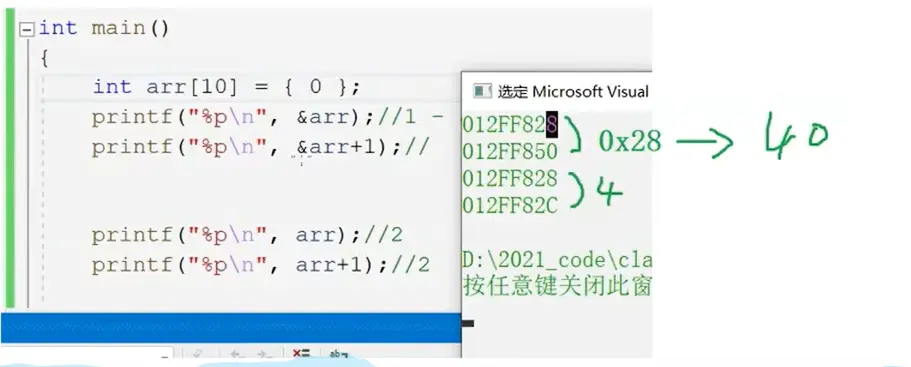 int main()
{
int arr[10] = { 0 };
printf("%p\n", &arr);//1 -
printf("%p\n", &arr+1);//
printf("%p\n", arr);//2
printf("%p\n", arr+1);//2
选定 Microsoft Visual
012FF828
012FF850
012FF828
012FF82C
0x28 → 40
4
D:\2021_code\cla
按任意键关闭此窗